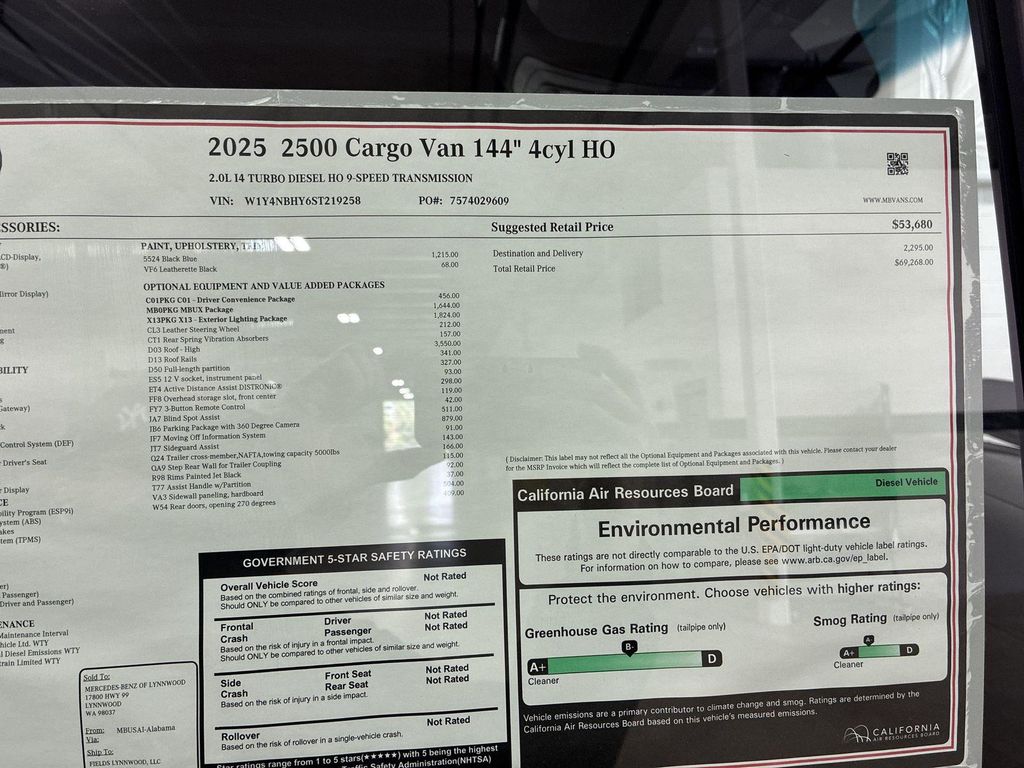 2025 2500 Cargo Van 144" 4cyl HO
2.0L I4 TURBO DIESEL HO 9-SPEED TRANSMISSION
VIN: W1Y4NBHY6ST219258 PO#: 7574029609
WWW.MBVANS.COM
SSORIES:
CD-Display,
®)
Mirror Display)
ment
BILITY
Gateway)
Control System (DEF)
Driver's Seat
Display
CE
bility Program (ESP9i)
ystem (ABS)
akes
tem (TPMS)
er)
Passenger)
Driver and Passenger)
ENANCE
Maintenance Interval
hicle Ltd. WTY
l Diesel Emissions WTY
train Limited WTY
PAINT, UPHOLSTERY,
5524 Black Blue 1,215.00
VF6 Leatherette Black 68.00
OPTIONAL EQUIPMENT AND VALUE ADDED PACKAGES
C01PKG C01 - Driver Convenience Package 456.00
MB0PKG MBUX Package 1,644.00
X13PKG X13 - Exterior Lighting Package 1,824.00
CL3 Leather Steering Wheel 212.00
CT1 Rear Spring Vibration Absorbers 157.00
D03 Roof - High 3,550.00
D13 Roof Rails 341.00
D50 Full-length partition 327.00
ES5 12 V socket, instrument panel 93.00
ET4 Active Distance Assist DISTRONIC® 298.00
FF8 Overhead storage slot, front center 119.00
FY7 3-Button Remote Control 42.00
JA7 Blind Spot Assist 511.00
JB6 Parking Package with 360 Degree Camera 879.00
JF7 Moving Off Information System 91.00
JT7 Sideguard Assist 143.00
Q24 Trailer cross-member,NAFTA,towing capacity 5000lbs 166.00
QA9 Step Rear Wall for Trailer Coupling 115.00
R98 Rims Painted Jet Black 92.00
T77 Assist Handle w/Partition 37.00
VA3 Sidewall paneling, hardboard
W54 Rear doors, opening 270 degrees
Suggested Retail Price $53,680
Destination and Delivery 2,295.00
Total Retail Price $69,268.00
( Disclaimer: This label may not reflect all the Optional Equipment and Packages associated with this vehicle. Please contact your dealer
for the MSRP Invoice which will reflect the complete list of Optional Equipment and Packages. )
California Air Resources Board Diesel Vehicle
Environmental Performance
These ratings are not directly comparable to the U.S. EPA/DOT light-duty vehicle label ratings.
For information on how to compare, please see www.arb.ca.gov/ep_label.
Protect the environment. Choose vehicles with higher ratings:
Greenhouse Gas Rating (tailpipe only)
B-
A+ D
Cleaner
Smog Rating (tailpipe only)
A-
A+ D
Cleaner
Vehicle emissions are a primary contributor to climate change and smog. Ratings are determined by the
California Air Resources Board based on this vehicle's measured emissions.
CALIFORNIA
AIR RESOURCES BOARD
GOVERNMENT 5-STAR SAFETY RATINGS
Overall Vehicle Score Not Rated
Based on the combined ratings of frontal, side and rollover.
Should ONLY be compared to other vehicles of similar size and weight.
Frontal Driver Not Rated
Crash Passenger Not Rated
Based on the risk of injury in a frontal impact.
Should ONLY be compared to other vehicles of similar size and weight.
Side Front Seat Not Rated
Crash Rear Seat Not Rated
Based on the risk of injury in a side impact.
Rollover Not Rated
Based on the risk of rollover in a single-vehicle crash.
Star ratings range from 1 to 5 stars(★★★★★) with 5 being the highest
Traffic Safety Administration(NHTSA)
Sold To:
MERCEDES-BENZ OF LYNNWOOD
17800 HWY 99
LYNNWOOD
WA 98037
From: MBUSAI-Alabama
Via:
Ship To:
FIELDS LYNNWOOD, LLC